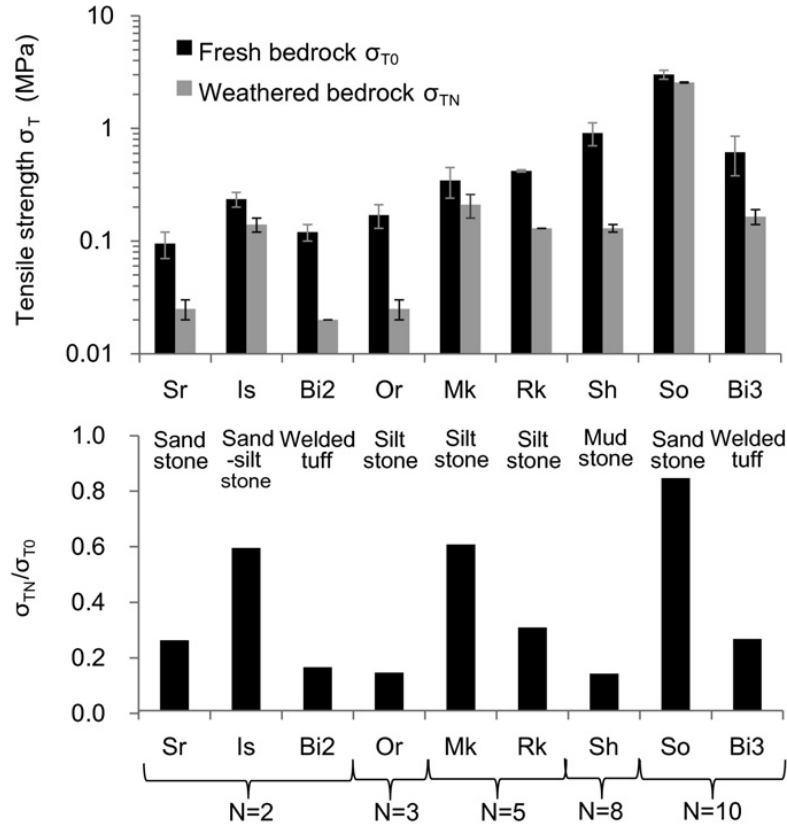 10
1
0.1
0.01
Tensile strength σT (MPa)
Fresh bedrock σT0
Weathered bedrock σTN
Sr Is Bi2 Or Mk Rk Sh So Bi3
1.0
0.8
0.6
0.4
0.2
0.0
σTN/σT0
Sand Sand Welded Silt Silt Silt Mud Sand Welded
stone -silt tuff stone stone stone stone stone tuff
stone
Sr Is Bi2 Or Mk Rk Sh So Bi3
N=2 N=3 N=5 N=8 N=10